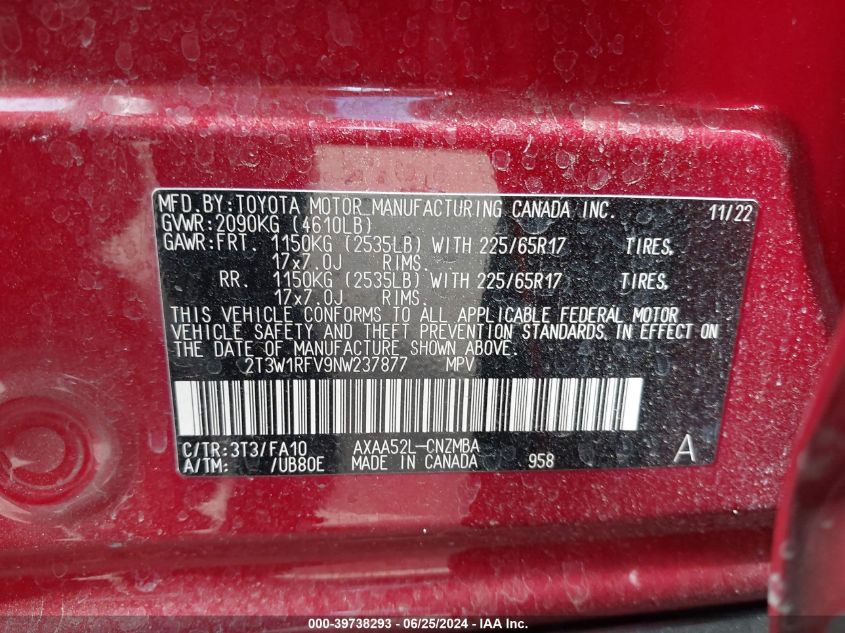 MFD.BY:TOYOTA MOTOR MANUFACTURING CANADA INC. 11/22
GVWR:2090KG (4610LB)
GAWR:FRT. 1150KG (2535LB) WITH 225/65R17 TIRES.
17x7.0J RIMS.
RR. 1150KG (2535LB) WITH 225/65R17 TIRES.
17x7.0J RIMS.
THIS VEHICLE CONFORMS TO ALL APPLICABLE FEDERAL MOTOR
VEHICLE SAFETY AND THEFT PREVENTION STANDARDS IN EFFECT ON
THE DATE OF MANUFACTURE SHOWN ABOVE.
2T3W1RFV9NW237877 MPV
C/TR:3T3/FA10 AXAA52L-CNZMBA A
A/TM: /UB80E MADE IN CANADA 958
000-39738293 - 06/25/2024 - IAA Inc.